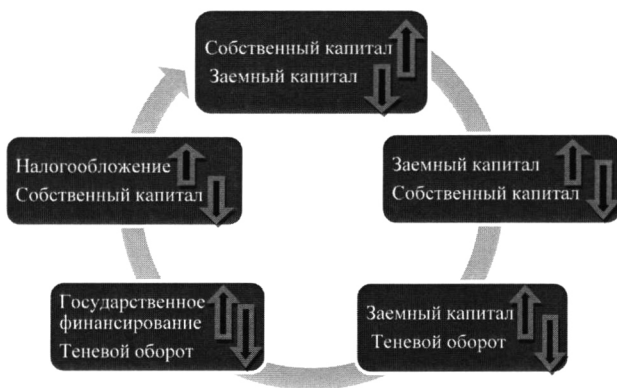 Собственный капитал
Заемный капитал
Заемный капитал
Собственный капитал
Заемный капитал
Теневой оборот
Государственное
финансирование
Теневой оборот
Налогообложение
Собственный капитал